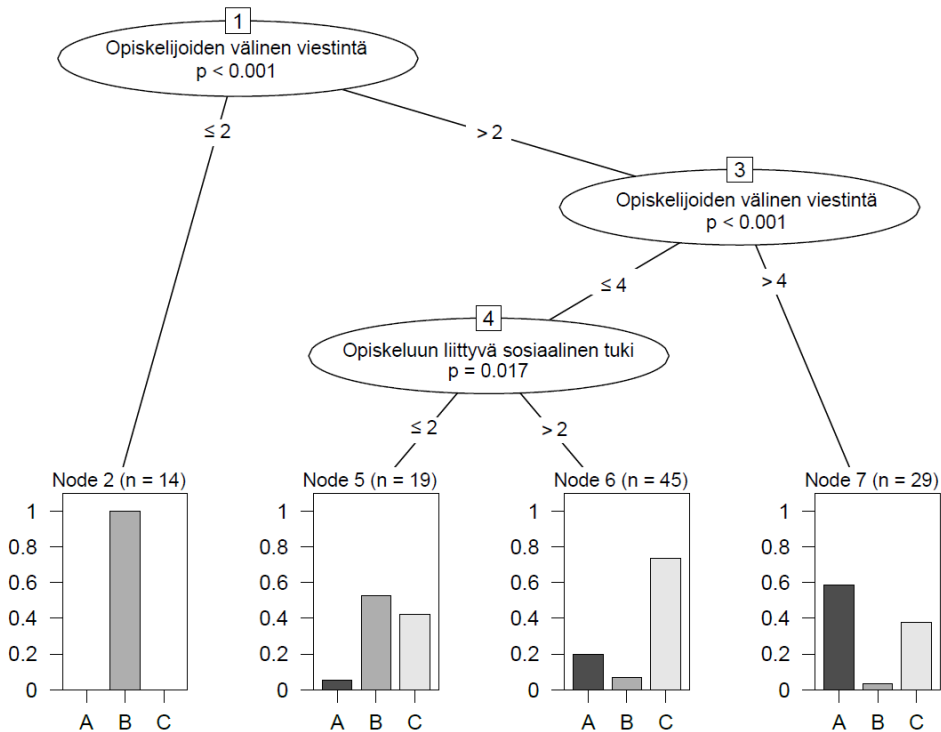 1
Opiskelijoiden välinen viestintä
p < 0.001
≤ 2
> 2
3
Opiskelijoiden välinen viestintä
p < 0.001
≤ 4
> 4
4
Opiskeluun liittyvä sosiaalinen tuki
p = 0.017
≤ 2
> 2
Node 2 (n = 14)
1
0.8
0.6
0.4
0.2
0
A B C
Node 5 (n = 19)
1
0.8
0.6
0.4
0.2
0
A B C
Node 6 (n = 45)
1
0.8
0.6
0.4
0.2
0
A B C
Node 7 (n = 29)
1
0.8
0.6
0.4
0.2
0
A B C